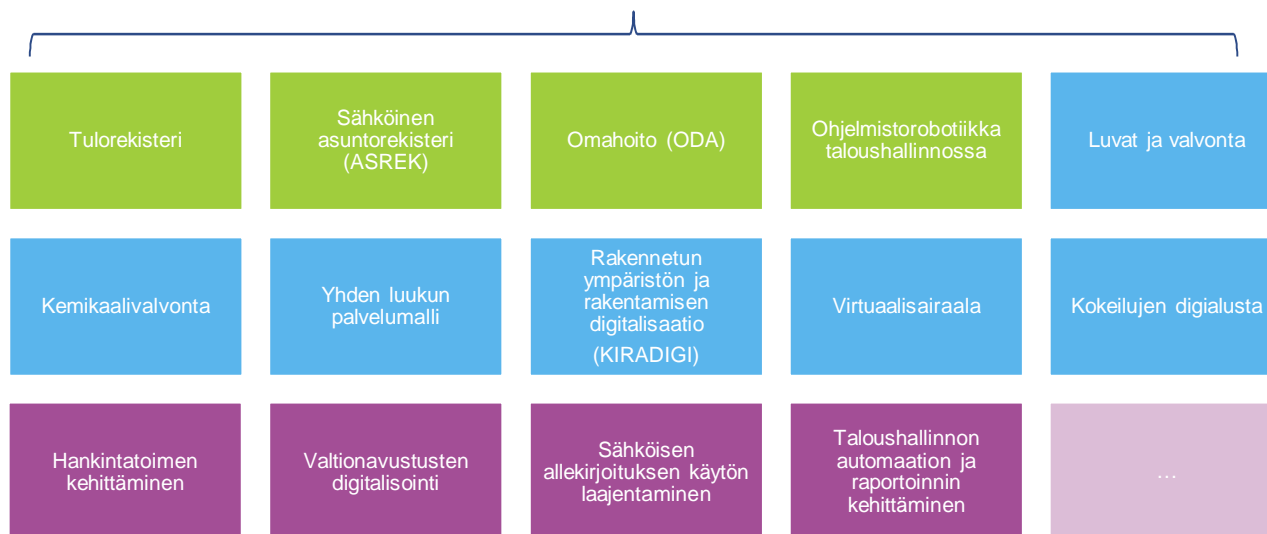 Tulorekisteri
Sähköinen
asuntorekisteri
(ASREK)
Omahoito (ODA)
Ohjelmistorobotiikka
taloushallinnossa
Luvat ja valvonta
Kemikaalivalvonta
Yhden luukun
palvelumalli
Rakennetun
ympäristön ja
rakentamisen
digitalisaatio
(KIRADIGI)
Virtuaalisairaala
Kokeilujen digialusta
Hankintatoimen
kehittäminen
Valtionavustusten
digitalisointi
Sähköisen
allekirjoituksen käytön
laajentaminen
Taloushallinnon
automaation ja
raportoinnin
kehittäminen
...